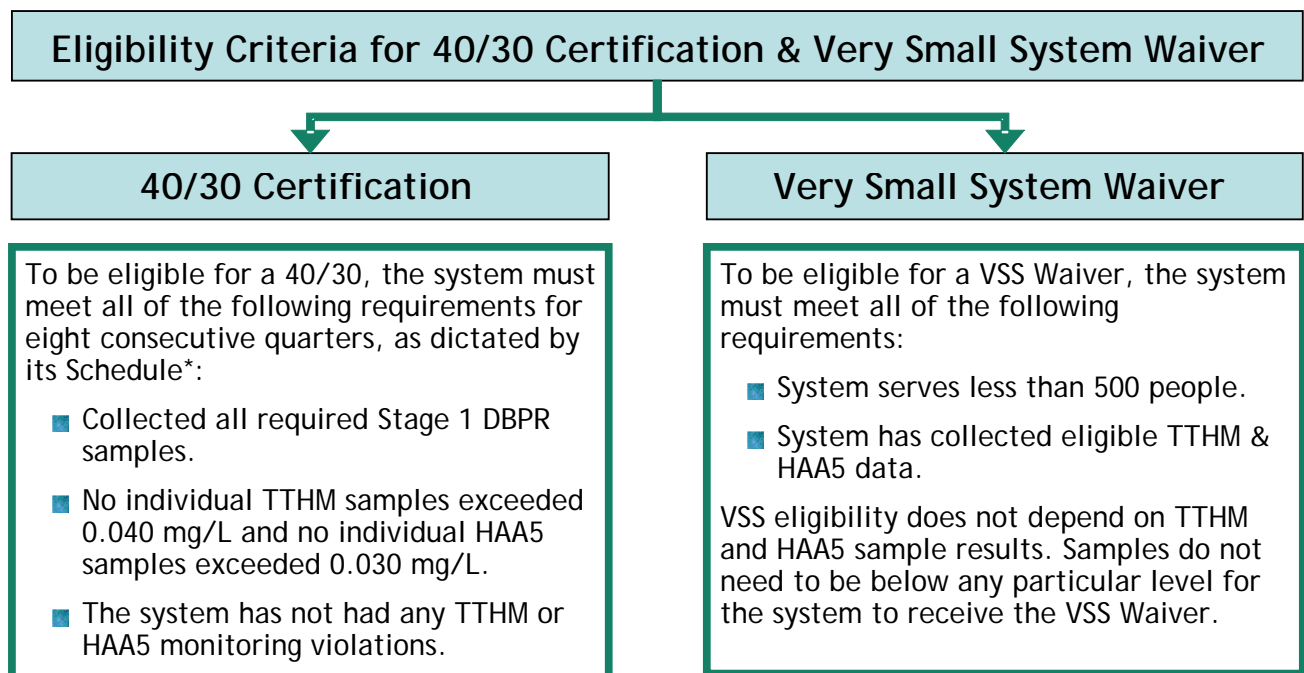 Eligibility Criteria for 40/30 Certification & Very Small System Waiver
40/30 Certification
To be eligible for a 40/30, the system must
meet all of the following requirements for
eight consecutive quarters, as dictated by
its Schedule*:
Collected all required Stage 1 DBPR
samples.
No individual TTHM samples exceeded
0.040 mg/L and no individual HAA5
samples exceeded 0.030 mg/L.
The system has not had any TTHM or
HAA5 monitoring violations.
Very Small System Waiver
To be eligible for a VSS Waiver, the system
must meet all of the following
requirements:
System serves less than 500 people.
System has collected eligible TTHM &
HAA5 data.
VSS eligibility does not depend on TTHM
and HAA5 sample results. Samples do not
need to be below any particular level for
the system to receive the VSS Waiver.